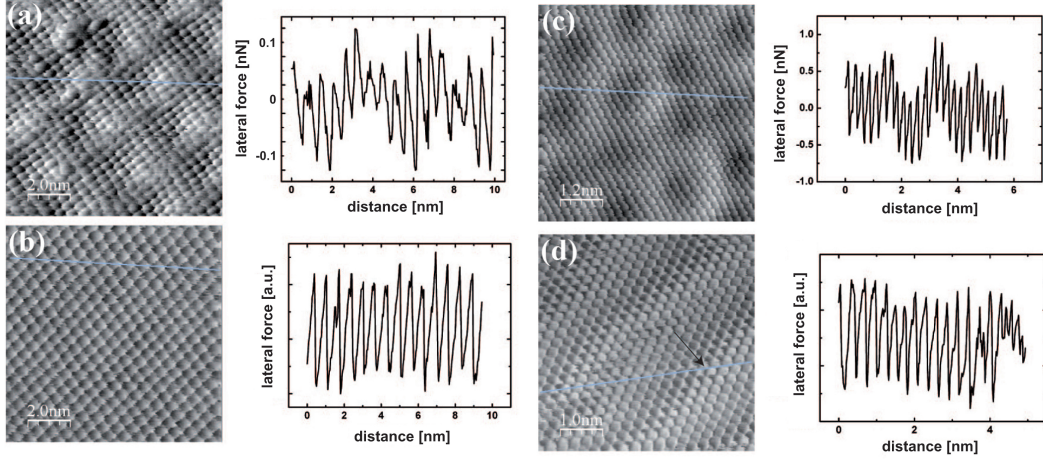 (a)
2.0nm
lateral force [nN]
0.1
0
-0.1
0 2 4 6 8 10
distance [nm]
(c)
1.2nm
lateral force [nN]
1.0
0.5
0.0
-0.5
-1.0
0 2 4 6
distance [nm]
(b)
2.0nm
lateral force [a.u.]
0 2 4 6 8 10
distance [nm]
(d)
1.0nm
lateral force [a.u.]
0 2 4
distance [nm]